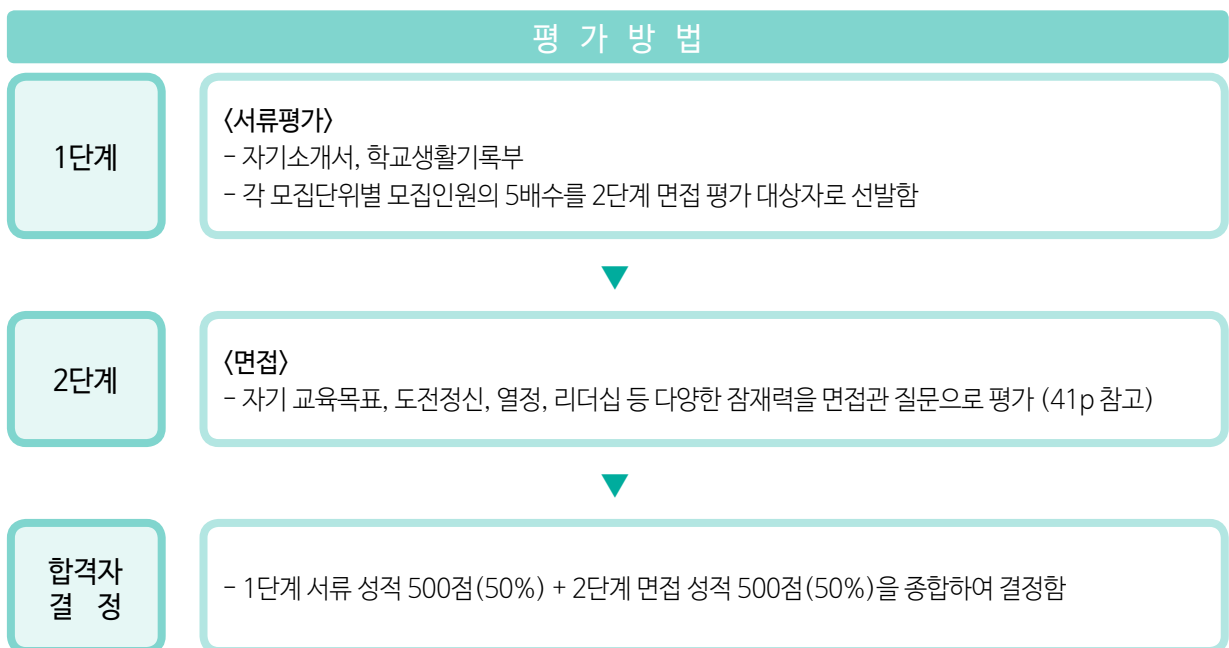 평 가 방 법
1단계
〈서류평가〉
- 자기소개서, 학교생활기록부
- 각 모집단위별 모집인원의 5배수를 2단계 면접 평가 대상자로 선발함
▼
2단계
〈면접〉
- 자기 교육목표, 도전정신, 열정, 리더십 등 다양한 잠재력을 면접관 질문으로 평가 (41p 참고)
▼
합격자
결 정
- 1단계 서류 성적 500점(50%) + 2단계 면접 성적 500점(50%)을 종합하여 결정함